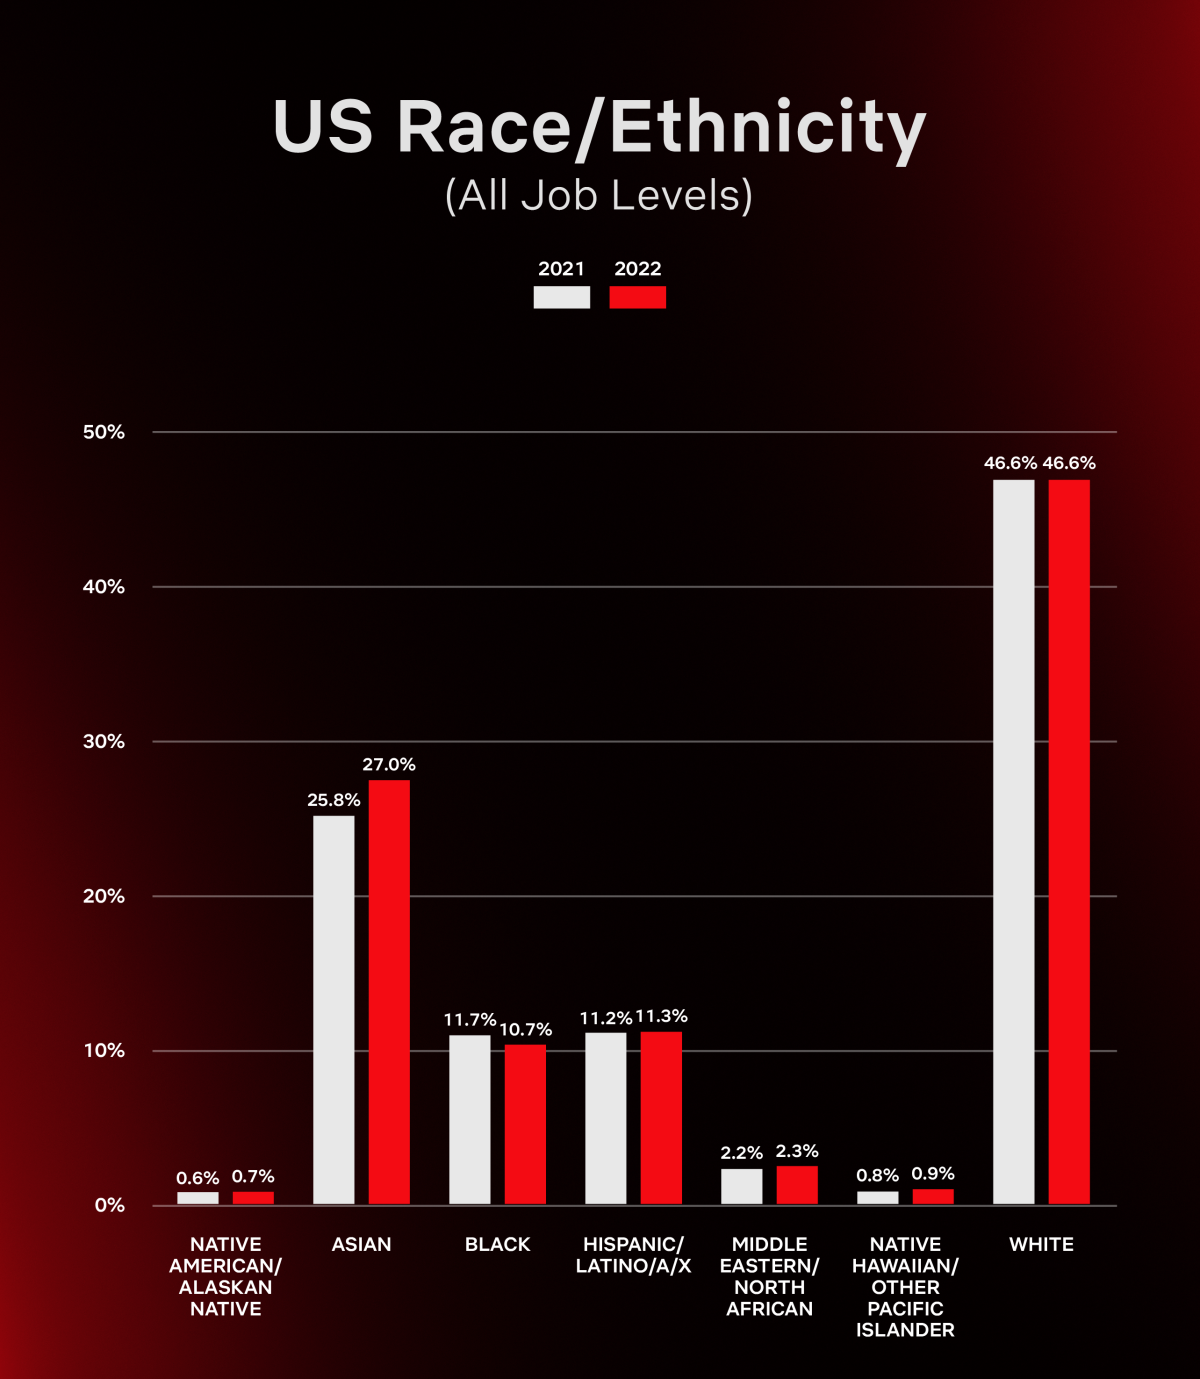 US Race/Ethnicity
(All Job Levels)
2021 2022
50%
46.6% 46.6%
40%
30%
27.0%
25.8%
20%
11.7% 10.7% 11.2% 11.3%
10%
2.2% 2.3%
0.6% 0.7% 0.8% 0.9%
0%
NATIVE
AMERICAN/
ALASKAN
NATIVE
ASIAN
BLACK
HISPANIC/
LATINO/A/X
MIDDLE
EASTERN/
NORTH
AFRICAN
NATIVE
HAWAIIAN/
OTHER
PACIFIC
ISLANDER
WHITE